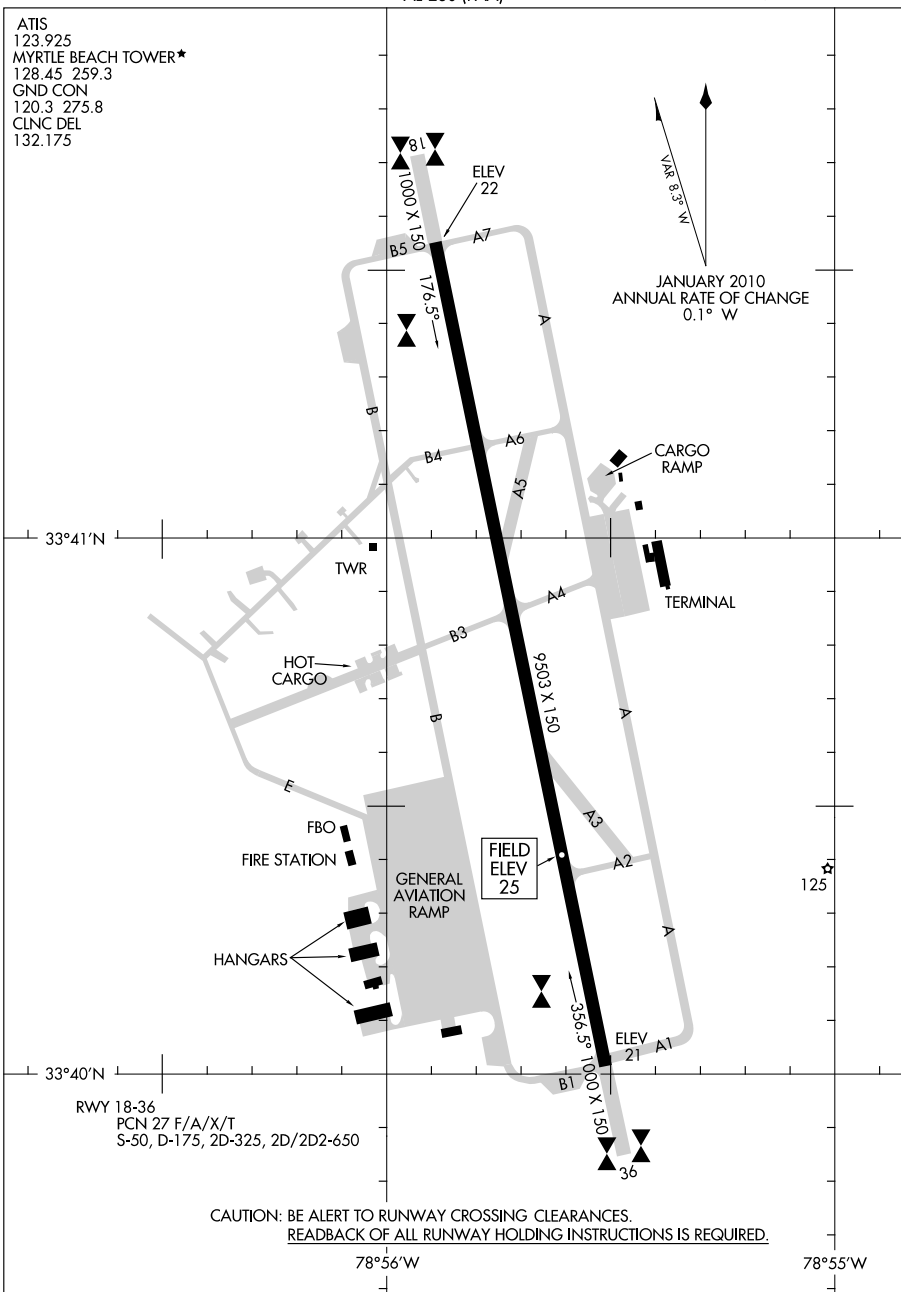 ATIS
123.925
MYRTLE BEACH TOWER★
128.45 259.3
GND CON
120.3 275.8
CLNC DEL
132.175
18
1000 X 150
ELEV
22
VAR 8.3° W
JANUARY 2010
ANNUAL RATE OF CHANGE
0.1° W
B5
A7
176.5°
A
B
B4
A6
A5
CARGO
RAMP
33°41'N
TWR
TERMINAL
A4
B3
HOT
CARGO
9503 X 150
B
A
E
A3
FBO
FIRE STATION
FIELD
ELEV
25
A2
125
GENERAL
AVIATION
RAMP
HANGARS
A
356.5°
1000 X 150
ELEV
21
A1
33°40'N
B1
RWY 18-36
PCN 27 F/A/X/T
S-50, D-175, 2D-325, 2D/2D2-650
36
CAUTION: BE ALERT TO RUNWAY CROSSING CLEARANCES.
READBACK OF ALL RUNWAY HOLDING INSTRUCTIONS IS REQUIRED.
78°56'W
78°55'W